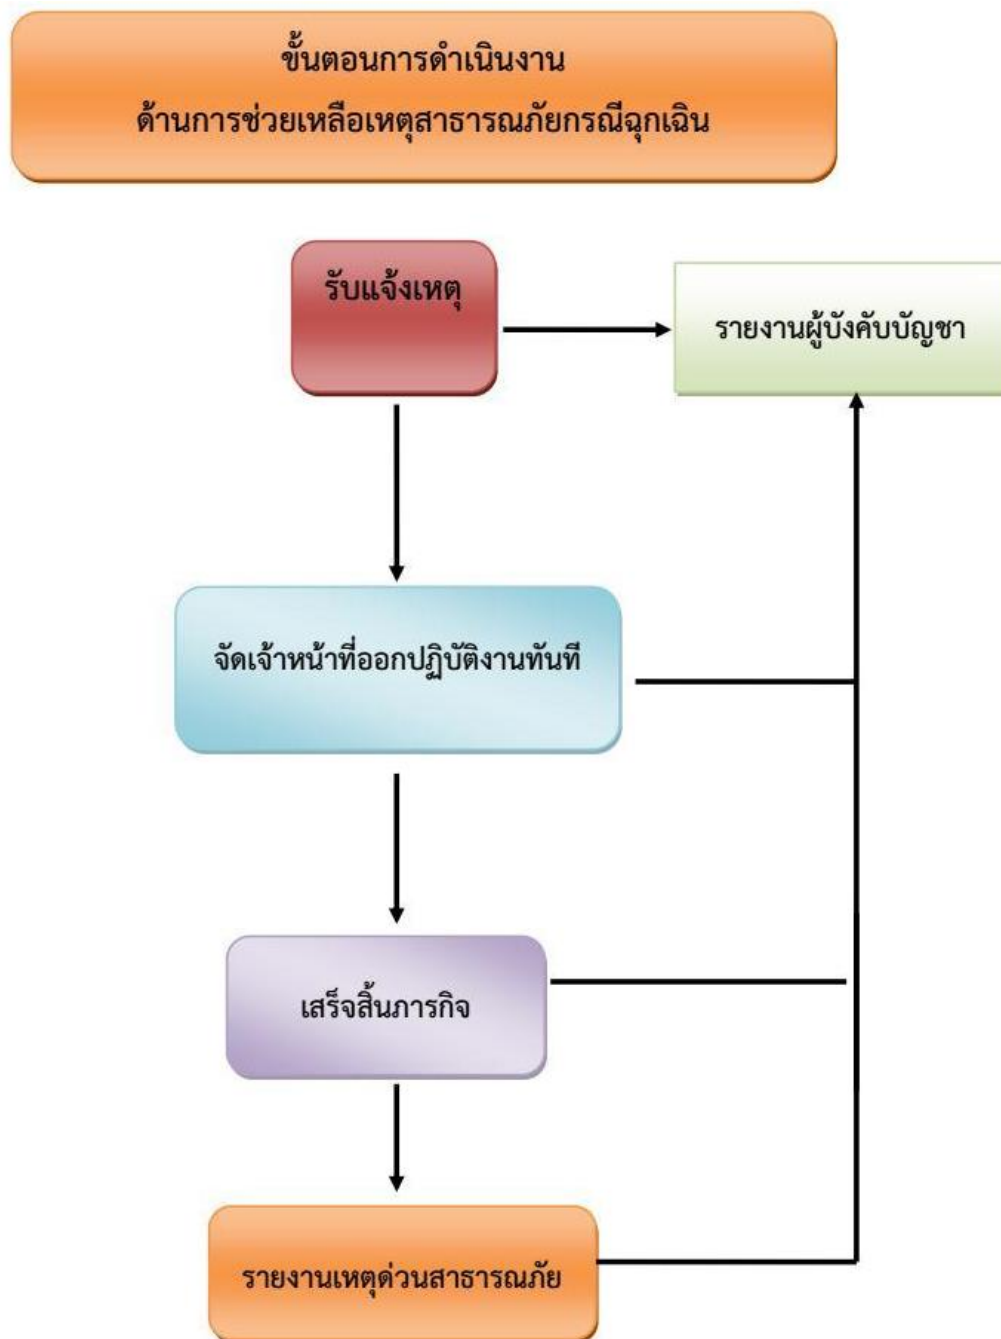 ขั้นตอนการดำเนินงาน
ด้านการช่วยเหลือเหตุสาธารณภัยกรณีฉุกเฉิน
รับแจ้งเหตุ
รายงานผู้บังคับบัญชา
จัดเจ้าหน้าที่ออกปฏิบัติงานทันที
เสร็จสิ้นภารกิจ
รายงานเหตุด่วนสาธารณภัย